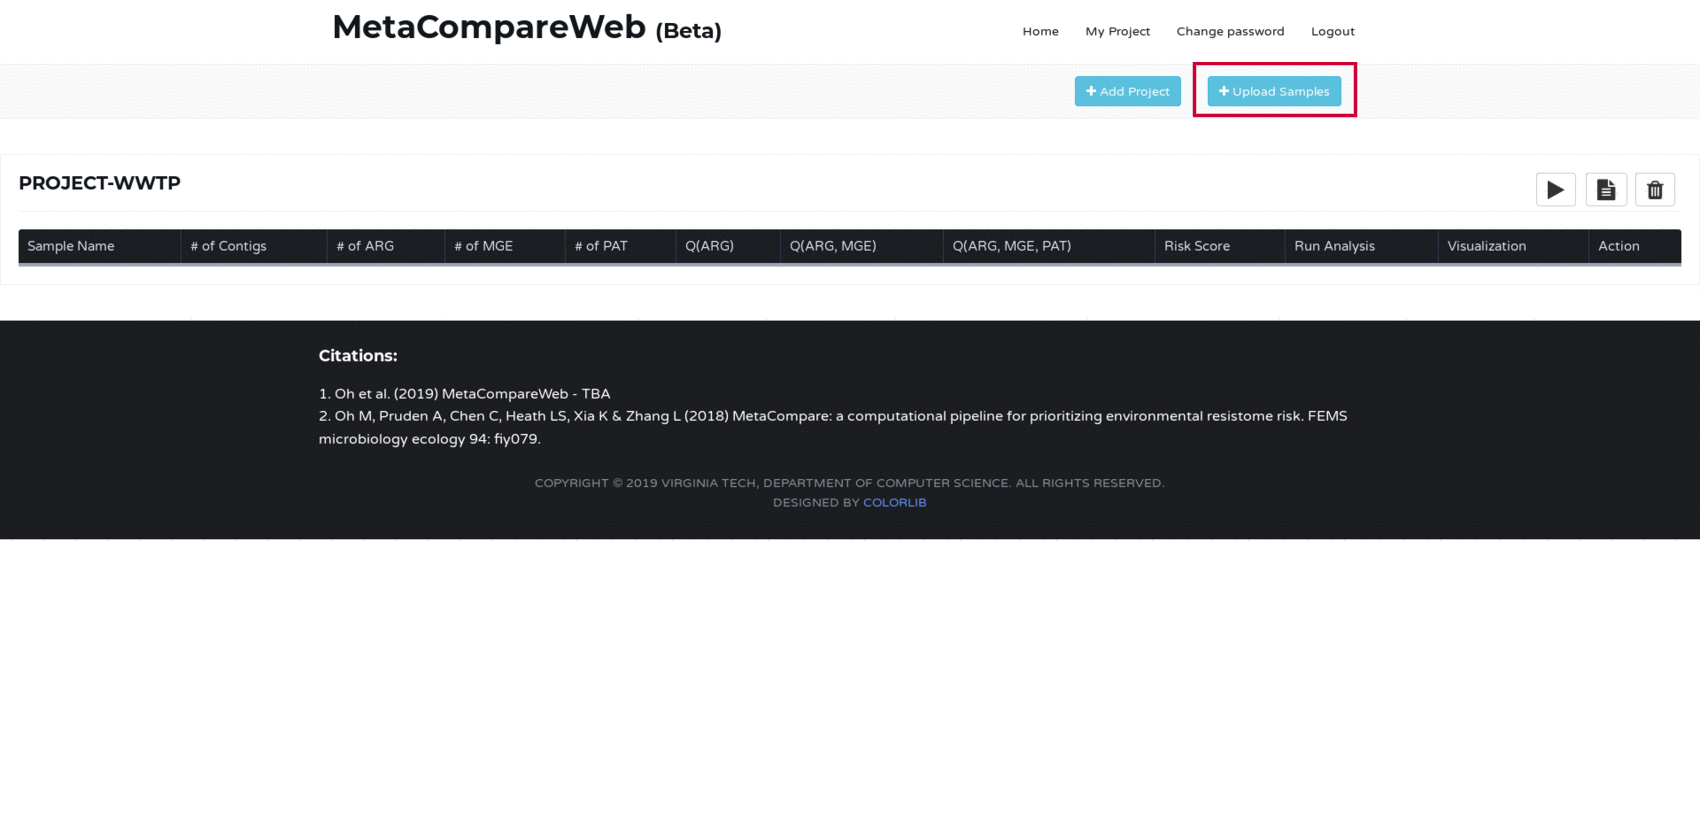 MetaCompareWeb (Beta)
Home My Project Change password Logout
Add Project Upload Samples
PROJECT-WWTP
Sample Name # of Contigs # of ARG # of MGE # of PAT Q(ARG) Q(ARG, MGE) Q(ARG, MGE, PAT) Risk Score Run Analysis Visualization Action
Citations:
1. Oh et al. (2019) MetaCompareWeb - TBA
2. Oh M, Pruden A, Chen C, Heath LS, Xia K & Zhang L (2018) MetaCompare: a computational pipeline for prioritizing environmental resistome risk. FEMS
microbiology ecology 94: fiy079.
COPYRIGHT © 2019 VIRGINIA TECH, DEPARTMENT OF COMPUTER SCIENCE. ALL RIGHTS RESERVED.
DESIGNED BY COLORLIB